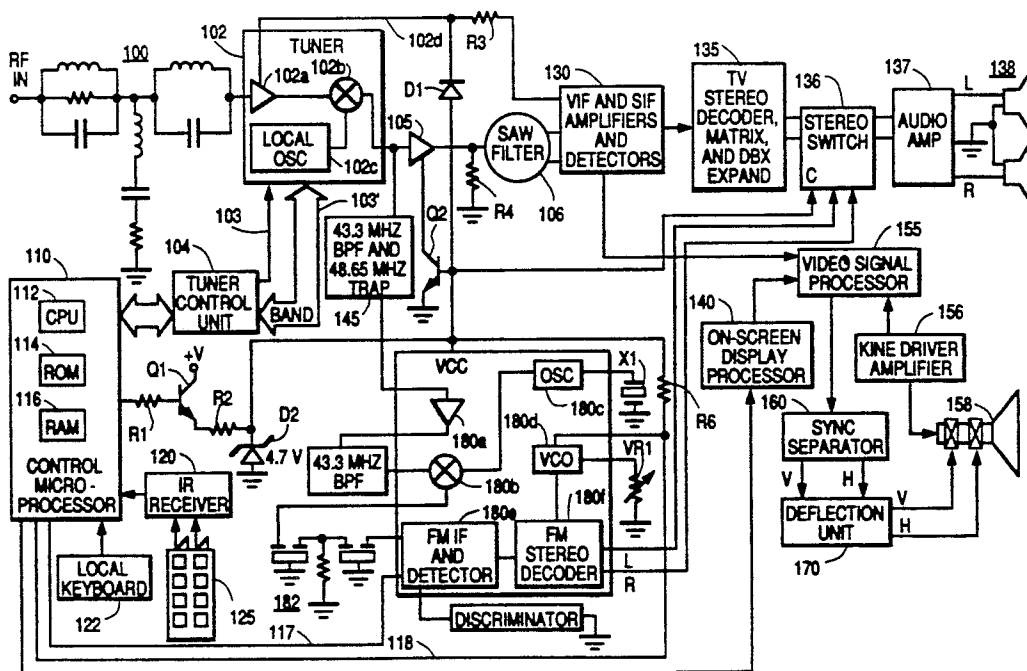 RF
IN
100
102
TUNER
102a
102b
LOCAL
OSC
102c
102d
R3
D1
105
R4
SAW
FILTER
106
130
VIF AND SIF
AMPLIFIERS
AND
DETECTORS
135
TV
STEREO
DECODER,
MATRIX,
AND DBX
EXPAND
136
STEREO
SWITCH
C
137
AUDIO
AMP
L
R
138
103
103'
104
TUNER
CONTROL
UNIT
BAND
43.3 MHZ
BPF AND
48.65 MHZ
TRAP
145
Q2
110
112
CPU
114
ROM
116
RAM
CONTROL
MICRO-
PROCESSOR
+V
Q1
R1
R2
D2
4.7 V
120
IR
RECEIVER
LOCAL
KEYBOARD
122
125
VCC
180a
43.3 MHZ
BPF
180b
OSC
180c
X1
180d
VCO
VR1
R6
180e
FM IF AND
DETECTOR
180f
FM
STEREO
DECODER
L
R
182
DISCRIMINATOR
117
118
155
VIDEO SIGNAL
PROCESSOR
140
ON-SCREEN
DISPLAY
PROCESSOR
156
KINE DRIVER
AMPLIFIER
158
160
SYNC
SEPARATOR
V
H
DEFLECTION
UNIT
170
V
H